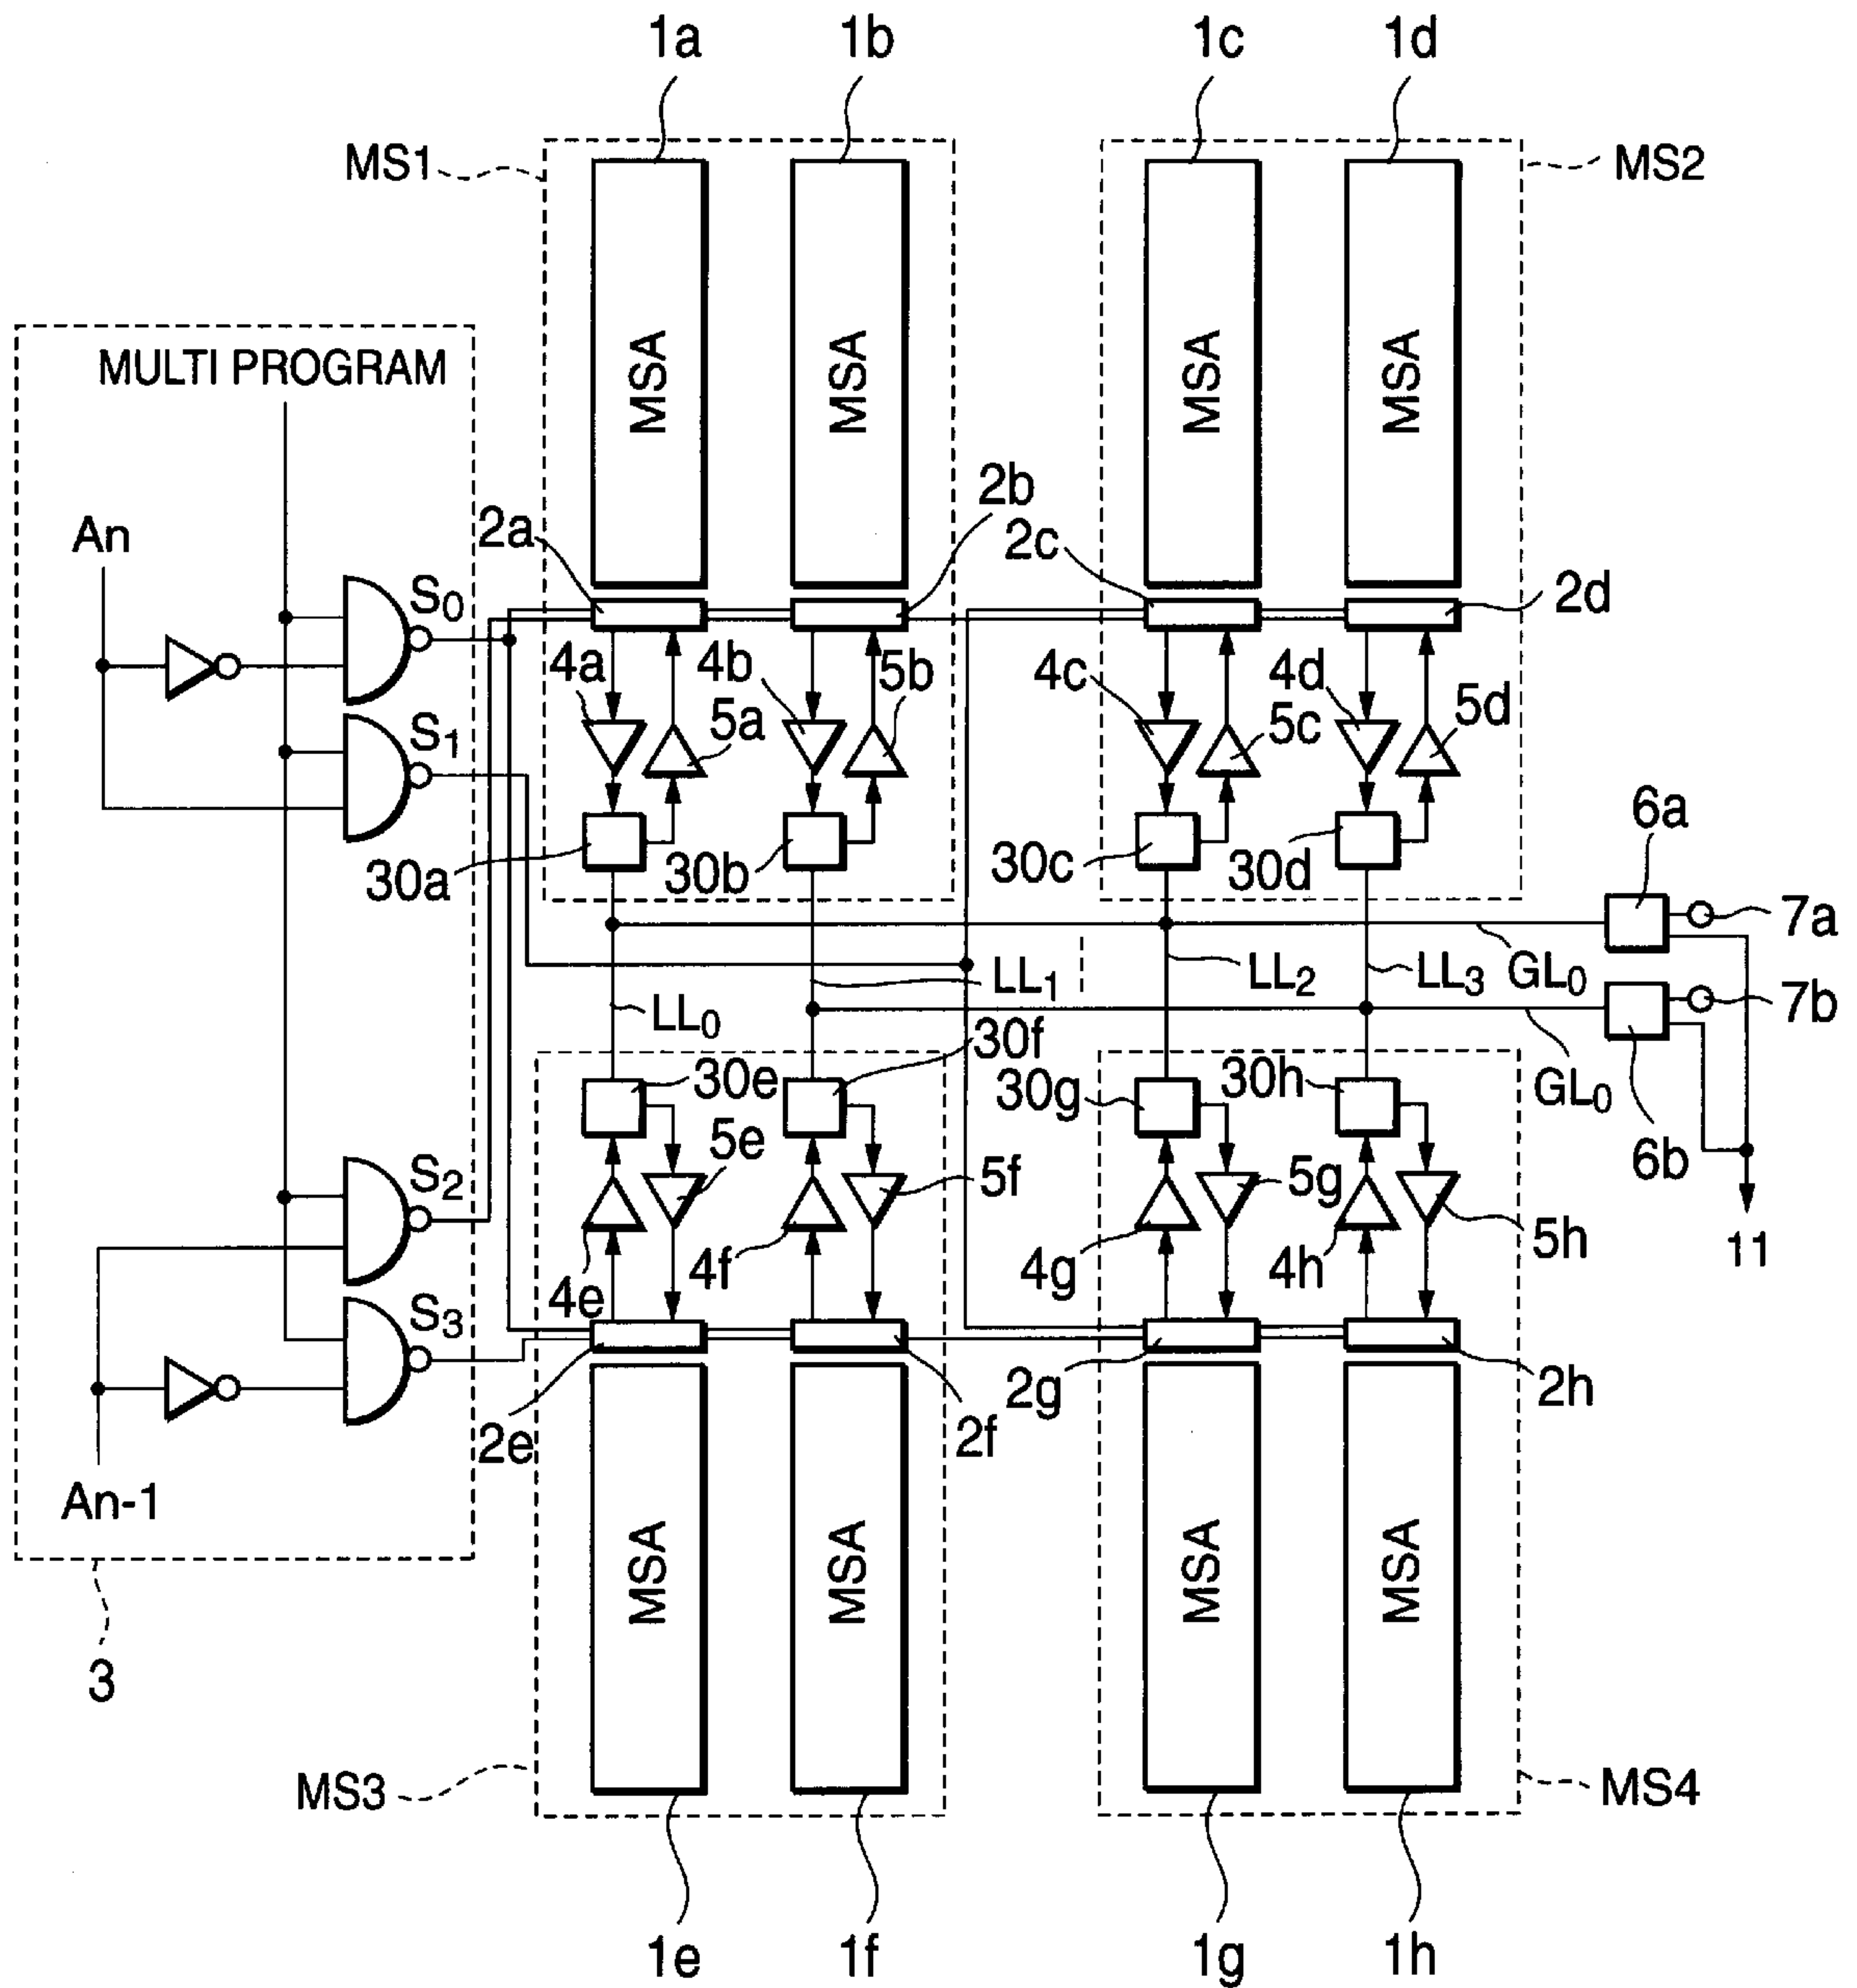 1a 1b 1c 1d
MS1 MS2
MULTI PROGRAM
MSA MSA MSA MSA
An
2a 2b 2c 2d
S0
4a 4b 5b 4c 4d
S1
5a 5c 5d
30a 30b 30c 30d
6a
7a
LL0 LL1 LL2 LL3 GL0
7b
30e 30f 30g 30h
GL0
5e 5f 5g
6b
S2
4e 4f 4g 4h 5h
11
S3
2e 2f 2g 2h
An-1
MSA MSA MSA MSA
3
MS3 MS4
1e 1f 1g 1h